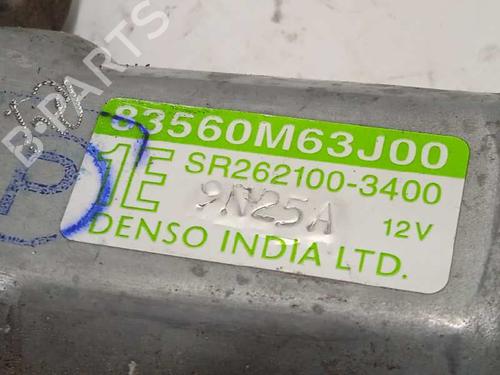 B-PARTS
83560M63J00
1E SR262100-3400
9N25A
12V
DENSO INDIA LTD.
P